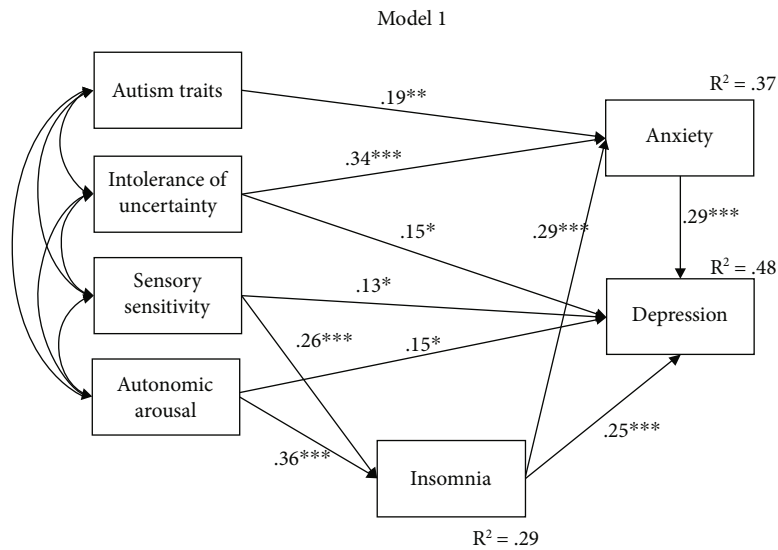 Model 1
R² = .37
Autism traits
.19**
Anxiety
.34***
Intolerance of
uncertainty
.15*
.29***
.29***
R² = .48
Sensory
sensitivity
.13*
Depression
.26***
.15*
Autonomic
arousal
.36***
.25***
Insomnia
R² = .29